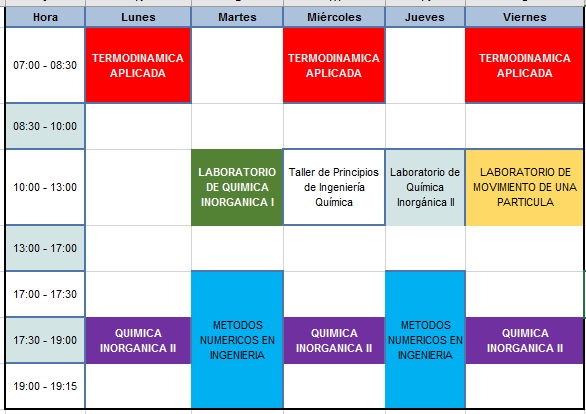 Hora Lunes Martes Miércoles Jueves Viernes
07:00 - 08:30
TERMODINAMICA
APLICADA
TERMODINAMICA
APLICADA
TERMODINAMICA
APLICADA
08:30 - 10:00
10:00 - 13:00
LABORATORIO
DE QUIMICA
INORGANICA I
Taller de Principios
de Ingeniería
Química
Laboratorio de
Química
Inorgánica II
LABORATORIO DE
MOVIMIENTO DE UNA
PARTICULA
13:00 - 17:00
17:00 - 17:30
METODOS
NUMERICOS EN
INGENIERIA
METODOS
NUMERICOS EN
INGENIERIA
17:30 - 19:00
QUIMICA
INORGANICA II
QUIMICA
INORGANICA II
QUIMICA
INORGANICA II
19:00 - 19:15